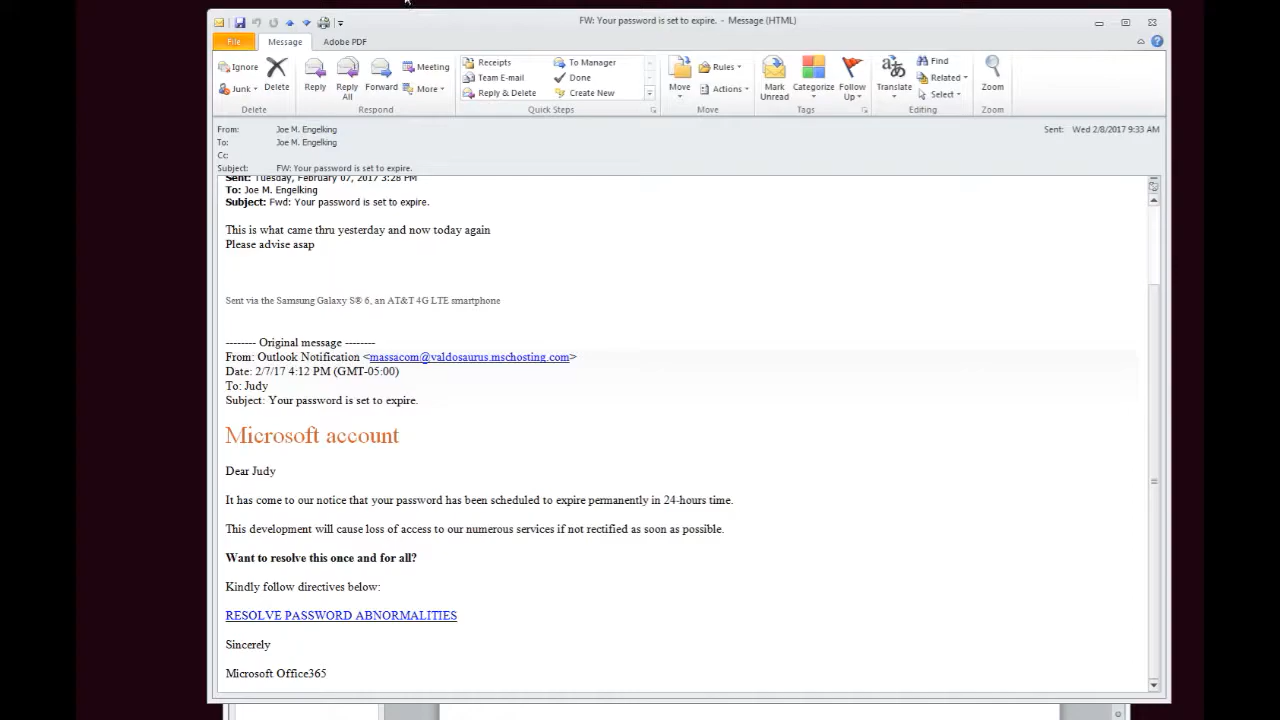 FW: Your password is set to expire. - Message (HTML)
File Message Adobe PDF
Ignore
Junk
Delete
Delete
Reply
Reply All
Forward
Meeting
More
Respond
Receipts
Team E-mail
Reply & Delete
To Manager
Done
Create New
Quick Steps
Move
Rules
Actions
Move
Mark Unread
Categorize
Follow Up
Tags
Translate
Find
Related
Select
Editing
Zoom
Zoom
From: Joe M. Engelking Sent: Wed 2/8/2017 9:33 AM
To: Joe M. Engelking
Cc:
Subject: FW: Your password is set to expire.
Sent: Tuesday, February 07, 2017 3:28 PM
To: Joe M. Engelking
Subject: Fwd: Your password is set to expire.
This is what came thru yesterday and now today again
Please advise asap
Sent via the Samsung Galaxy S® 6, an AT&T 4G LTE smartphone
-------- Original message --------
From: Outlook Notification <massacom@valdosaurus.mschosting.com>
Date: 2/7/17 4:12 PM (GMT-05:00)
To: Judy
Subject: Your password is set to expire.
Microsoft account
Dear Judy
It has come to our notice that your password has been scheduled to expire permanently in 24-hours time.
This development will cause loss of access to our numerous services if not rectified as soon as possible.
Want to resolve this once and for all?
Kindly follow directives below:
RESOLVE PASSWORD ABNORMALITIES
Sincerely
Microsoft Office365